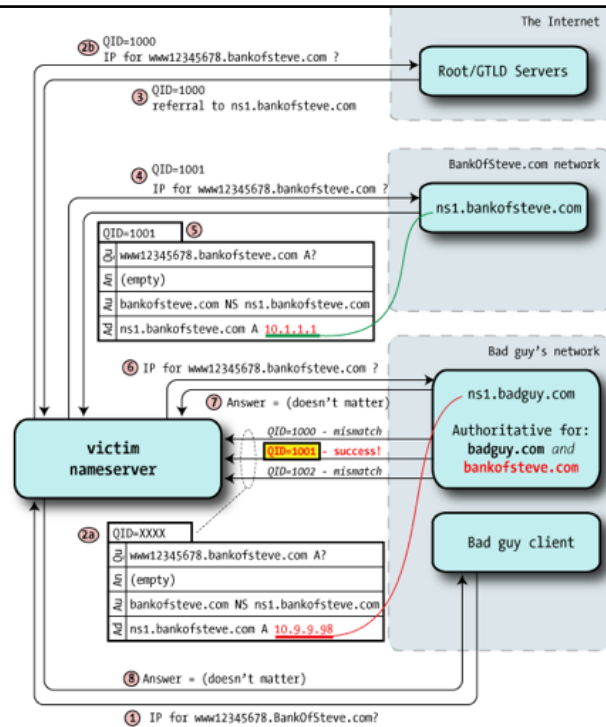 The Internet
2b QID=1000
IP for www12345678.bankofsteve.com ?
Root/GTLD Servers
3 QID=1000
referral to ns1.bankofsteve.com
BankOfSteve.com network
4 QID=1001
IP for www12345678.bankofsteve.com ?
ns1.bankofsteve.com
QID=1001 5
Qu www12345678.bankofsteve.com A?
An (empty)
Au bankofsteve.com NS ns1.bankofsteve.com
Ad ns1.bankofsteve.com A 10.1.1.1
Bad guy's network
6 IP for www12345678.bankofsteve.com ?
7 Answer = (doesn't matter)
ns1.badguy.com
Authoritative for:
badguy.com and
bankofsteve.com
victim
nameserver
QID=1000 - mismatch
QID=1001 - success!
QID=1002 - mismatch
2a QID=XXXX
Qu www12345678.bankofsteve.com A?
An (empty)
Au bankofsteve.com NS ns1.bankofsteve.com
Ad ns1.bankofsteve.com A 10.9.9.98
Bad guy client
8 Answer = (doesn't matter)
1 IP for www12345678.BankOfSteve.com?